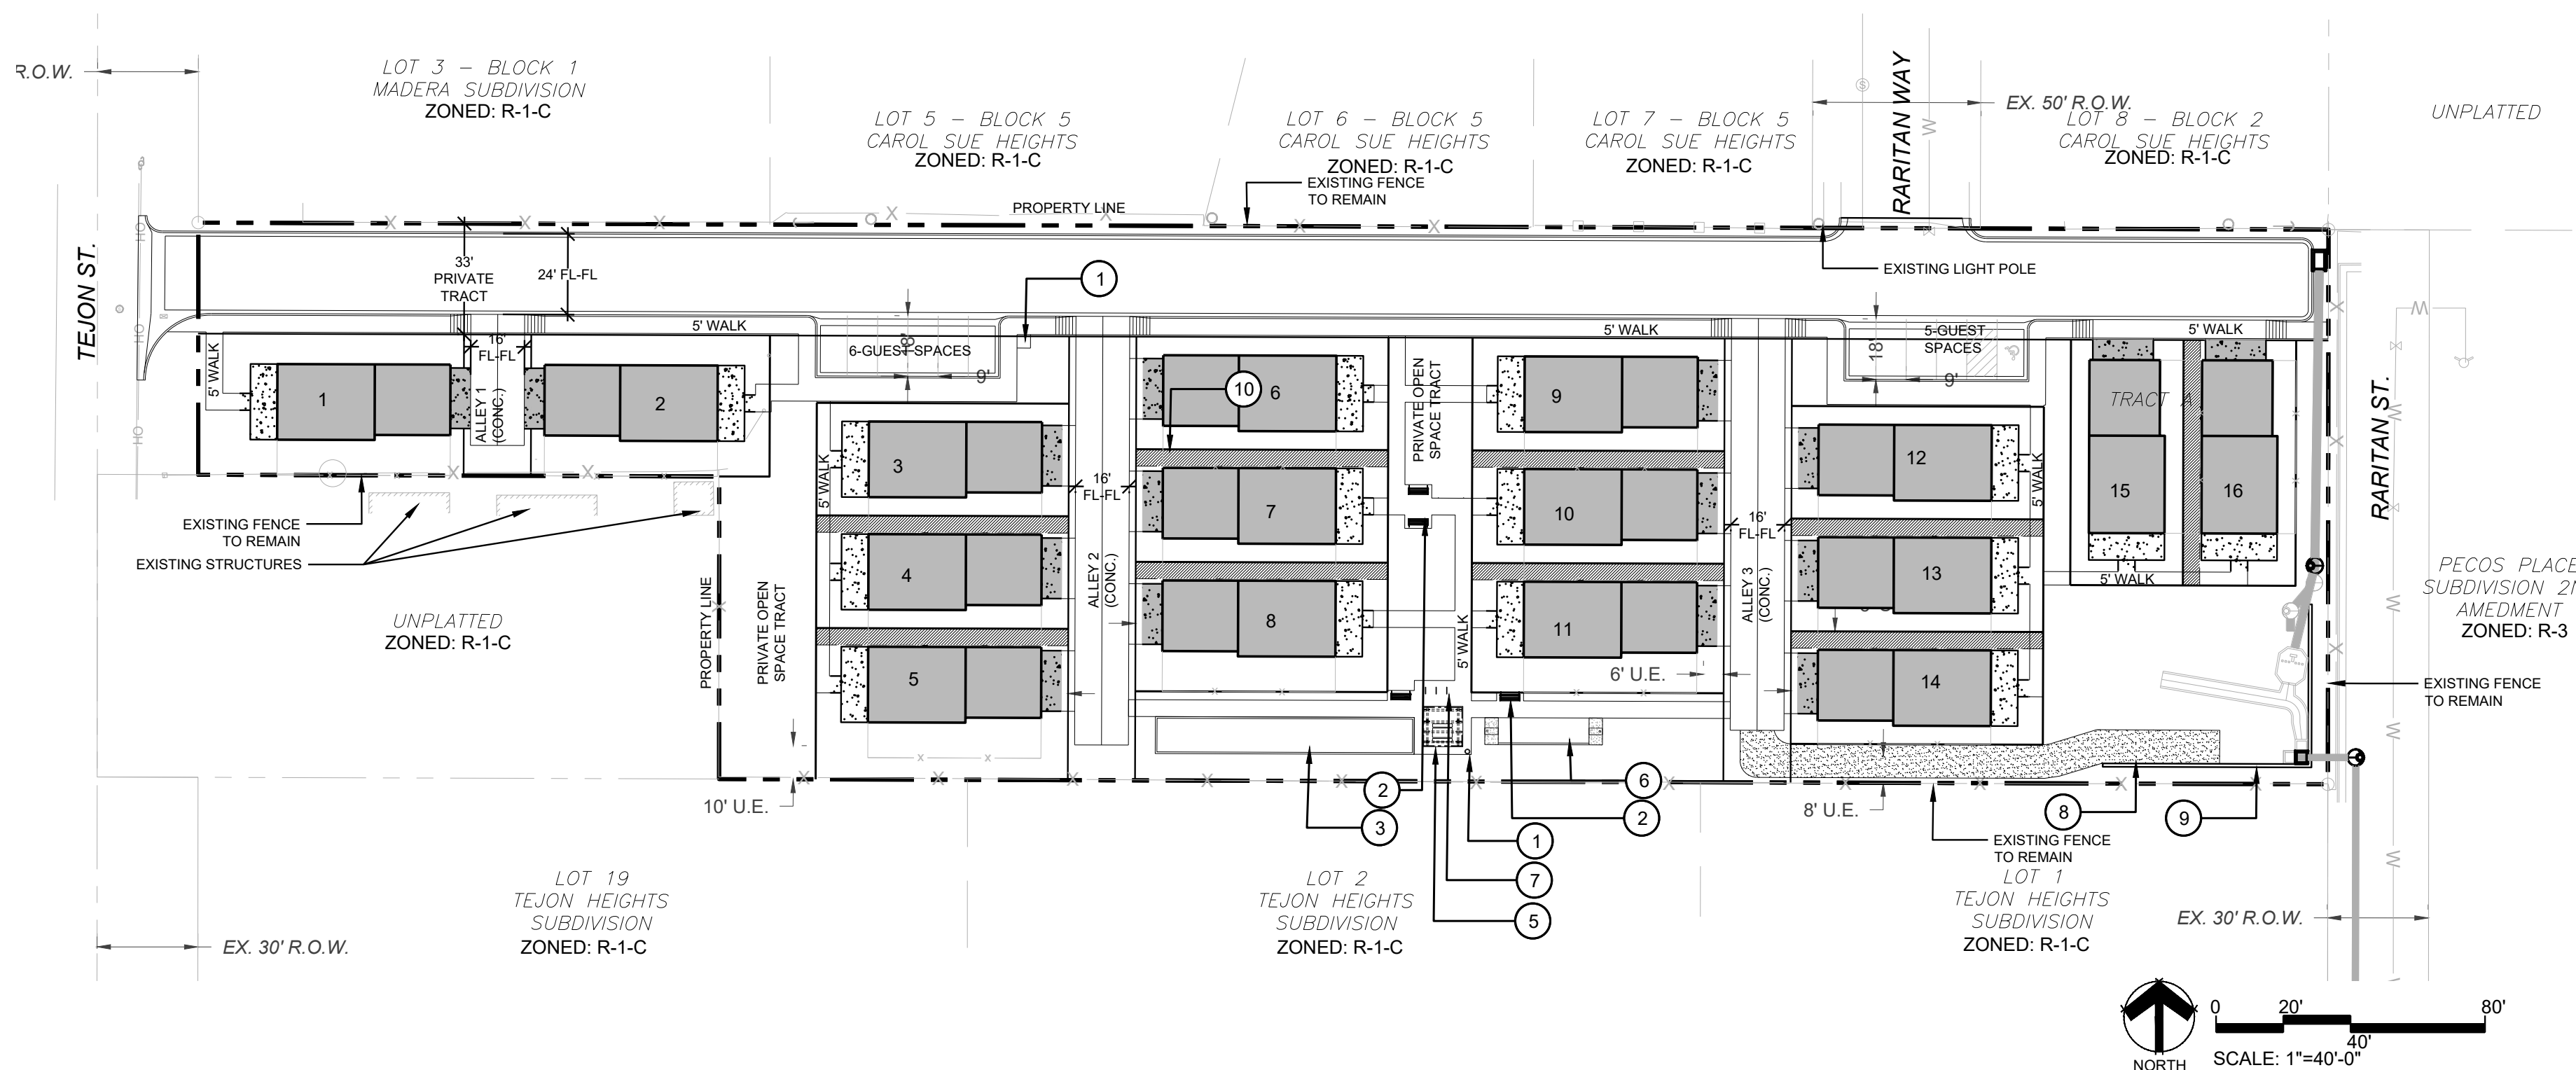 R.O.W.
LOT 3 - BLOCK 1
MADERA SUBDIVISION
ZONED: R-1-C
LOT 5 - BLOCK 5
CAROL SUE HEIGHTS
ZONED: R-1-C
LOT 6 - BLOCK 5
CAROL SUE HEIGHTS
ZONED: R-1-C
LOT 7 - BLOCK 5
CAROL SUE HEIGHTS
ZONED: R-1-C
RARITAN WAY
EX. 50' R.O.W.
LOT 8 - BLOCK 2
CAROL SUE HEIGHTS
ZONED: R-1-C
UNPLATTED
EXISTING FENCE
TO REMAIN
PROPERTY LINE
TEJON ST.
33'
PRIVATE
TRACT
24' FL-FL
1
EXISTING LIGHT POLE
5' WALK
16'
FL-FL
5' WALK
6-GUEST SPACES
18'
9'
5' WALK
5-GUEST
SPACES
18'
9'
5' WALK
ALLEY 1
(CONC.)
1
2
3
4
5
6
7
8
9
10
11
12
13
14
15
16
10
PRIVATE OPEN
SPACE TRACT
TRACT A
RARITAN ST.
5' WALK
16'
FL-FL
16'
FL-FL
5' WALK
5' WALK
EXISTING FENCE
TO REMAIN
EXISTING STRUCTURES
UNPLATTED
ZONED: R-1-C
PROPERTY LINE
PRIVATE OPEN
SPACE TRACT
ALLEY 2
(CONC.)
5' WALK
ALLEY 3
(CONC.)
6' U.E.
PECOS PLACE
SUBDIVISION 2N
AMEDMENT
ZONED: R-3
EXISTING FENCE
TO REMAIN
10' U.E.
2
3
6
2
1
7
5
8' U.E.
8
9
EXISTING FENCE
TO REMAIN
LOT 19
TEJON HEIGHTS
SUBDIVISION
ZONED: R-1-C
LOT 2
TEJON HEIGHTS
SUBDIVISION
ZONED: R-1-C
LOT 1
TEJON HEIGHTS
SUBDIVISION
ZONED: R-1-C
EX. 30' R.O.W.
EX. 30' R.O.W.
NORTH
0 20' 80'
40'
SCALE: 1"=40'-0"